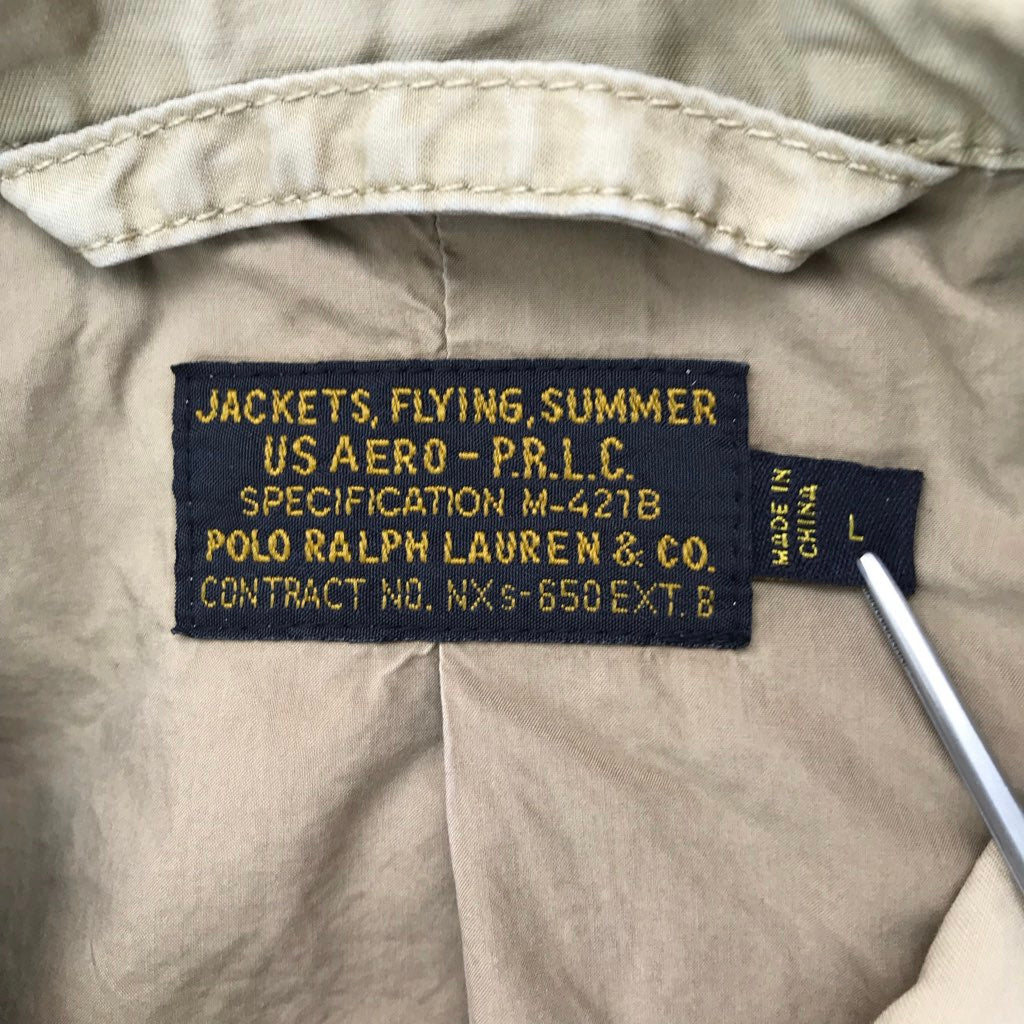 JACKETS, FLYING, SUMMER
US AERO - P.R.L.C.
SPECIFICATION M-421B
POLO RALPH LAUREN & CO.
CONTRACT NO. NXs-650 EXT. B
MADE IN
CHINA
L